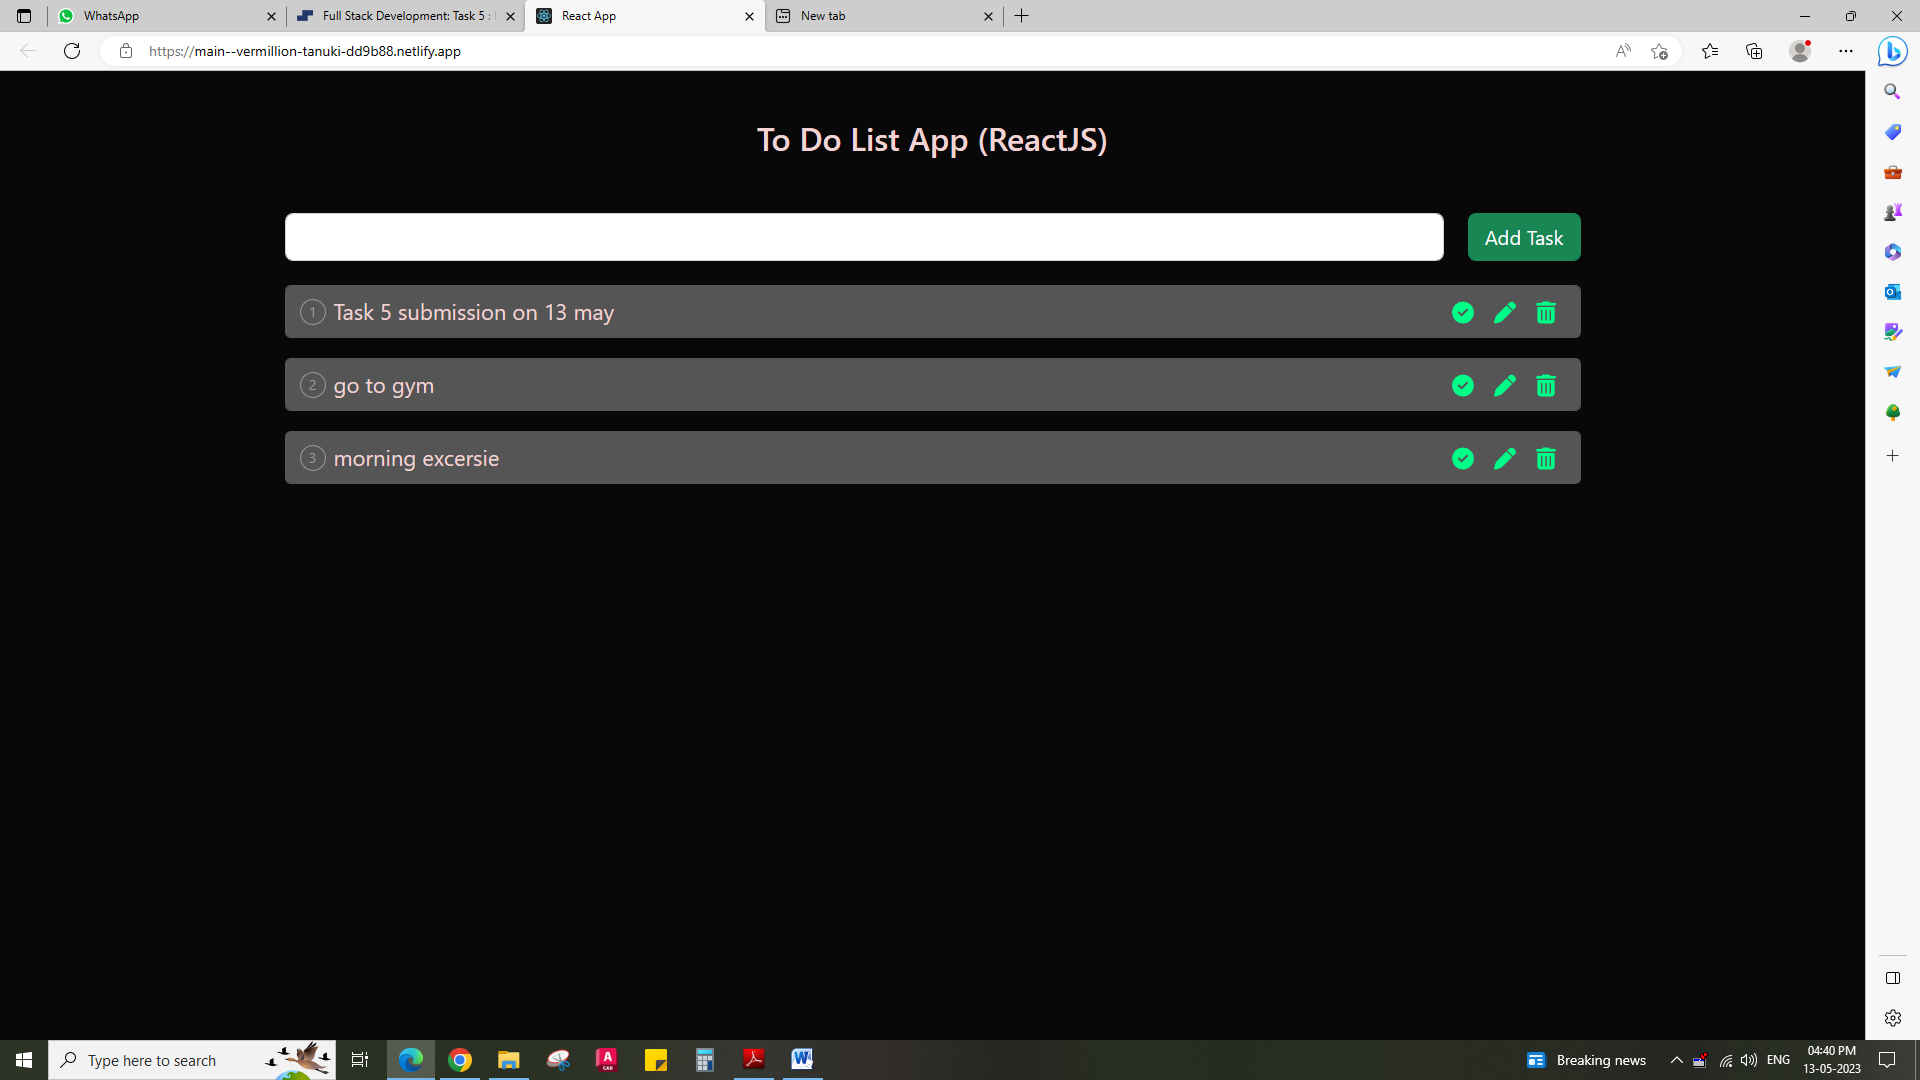 WhatsApp
Full Stack Development: Task 5 :
React App
New tab
https://main--vermillion-tanuki-dd9b88.netlify.app
To Do List App (ReactJS)
Add Task
1 Task 5 submission on 13 may
2 go to gym
3 morning excersie
Type here to search
Breaking news
ENG
04:40 PM
13-05-2023